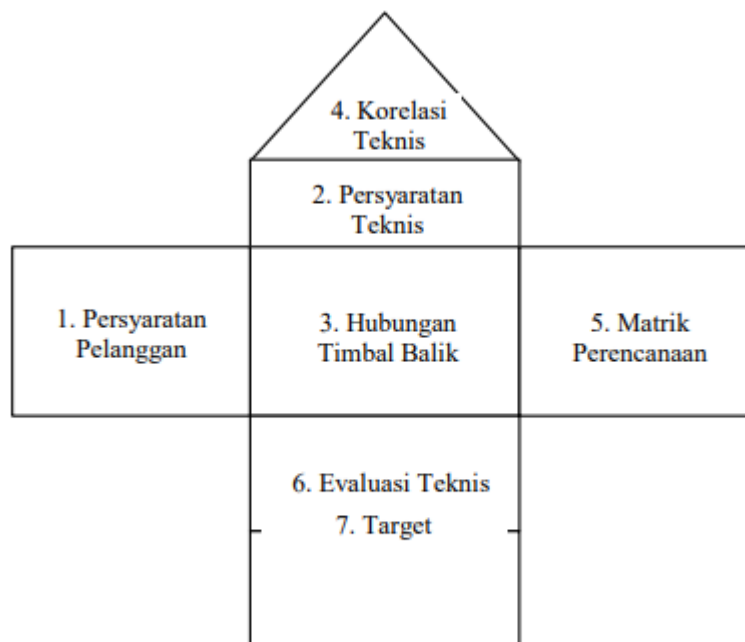 4. Korelasi
Teknis
2. Persyaratan
Teknis
1. Persyaratan
Pelanggan
3. Hubungan
Timbal Balik
5. Matrik
Perencanaan
6. Evaluasi Teknis
7. Target